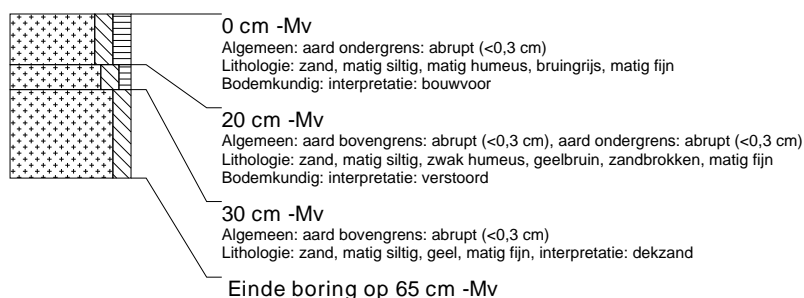 0 cm -Mv
Algemeen: aard ondergrens: abrupt (<0,3 cm)
Lithologie: zand, matig siltig, matig humeus, bruingrijs, matig fijn
Bodemkundig: interpretatie: bouwvoor
20 cm -Mv
Algemeen: aard bovengrens: abrupt (<0,3 cm), aard ondergrens: abrupt (<0,3 cm)
Lithologie: zand, matig siltig, zwak humeus, geelbruin, zandbrokken, matig fijn
Bodemkundig: interpretatie: verstoord
30 cm -Mv
Algemeen: aard bovengrens: abrupt (<0,3 cm)
Lithologie: zand, matig siltig, geel, matig fijn, interpretatie: dekzand
Einde boring op 65 cm -Mv